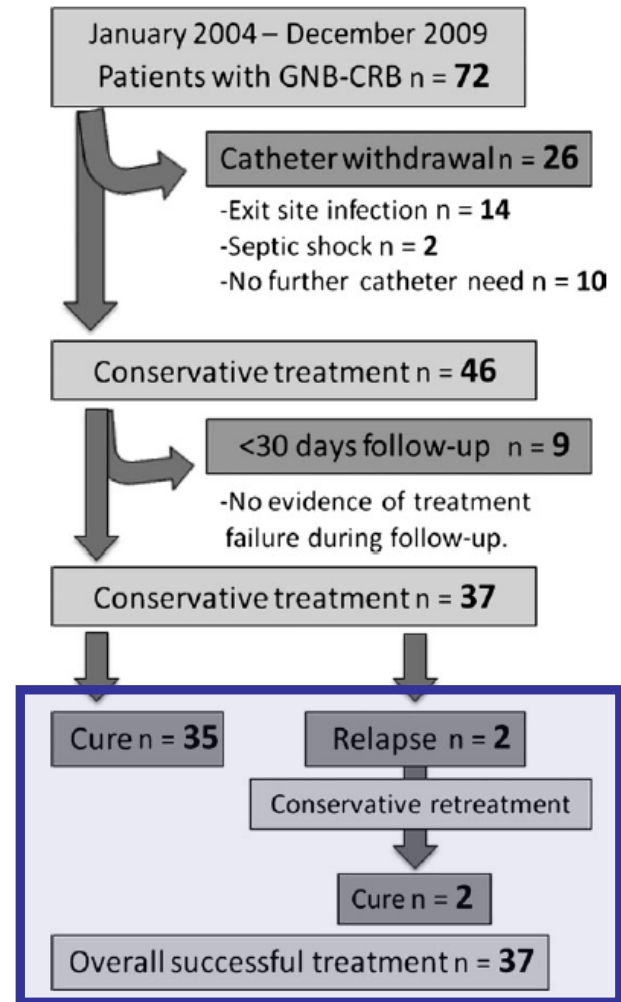 January 2004 – December 2009
Patients with GNB-CRB n = 72
Catheter withdrawal n = 26
-Exit site infection n = 14
-Septic shock n = 2
-No further catheter need n = 10
Conservative treatment n = 46
<30 days follow-up n = 9
-No evidence of treatment
failure during follow-up.
Conservative treatment n = 37
Cure n = 35
Relapse n = 2
Conservative retreatment
Cure n = 2
Overall successful treatment n = 37